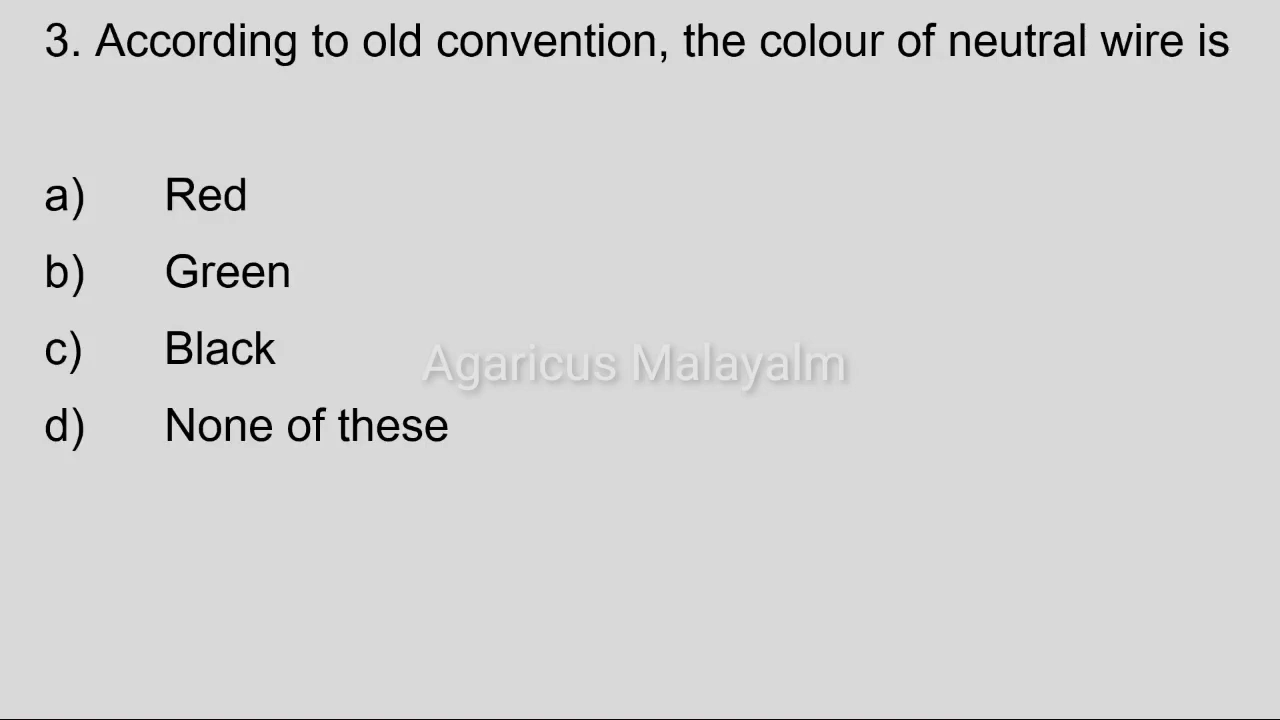 3. According to old convention, the colour of neutral wire is
a) Red
b) Green
c) Black
Agaricus Malayalm
d) None of these